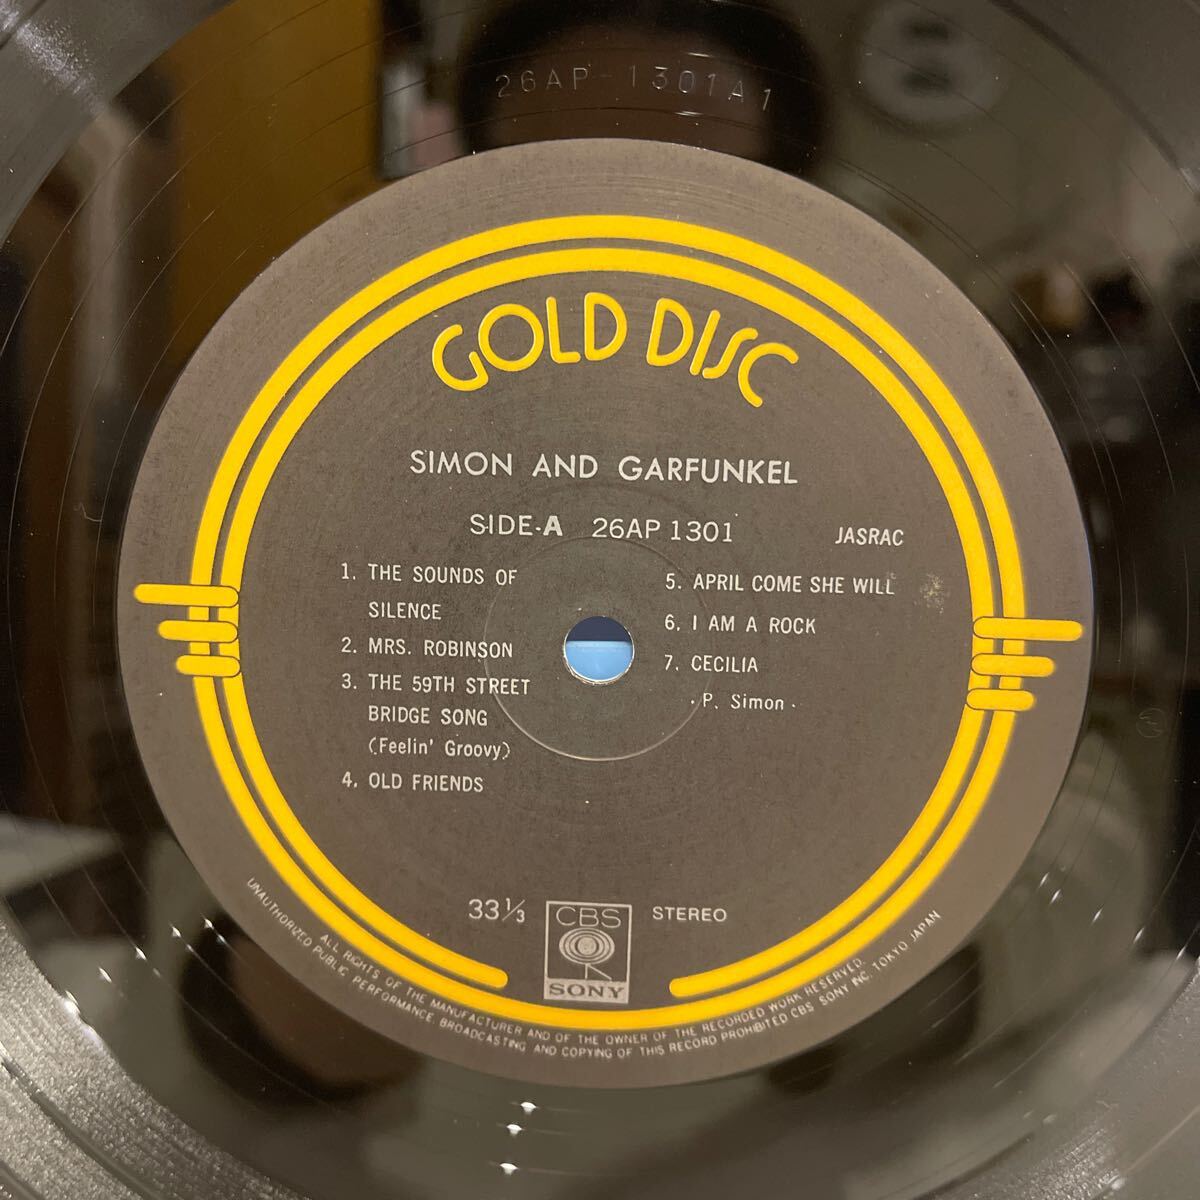 26AP-1301A1
GOLD DISC
SIMON AND GARFUNKEL
SIDE-A 26AP 1301 JASRAC
1. THE SOUNDS OF
SILENCE
2. MRS. ROBINSON
3. THE 59TH STREET
BRIDGE SONG
(Feelin' Groovy)
4. OLD FRIENDS
5. APRIL COME SHE WILL
6. I AM A ROCK
7. CECILIA
· P. Simon ·
33⅓ CBS STEREO
SONY
ALL RIGHTS OF THE MANUFACTURER AND OF THE OWNER OF THE RECORDED WORK RESERVED.
UNAUTHORIZED PUBLIC PERFORMANCE, BROADCASTING AND COPYING OF THIS RECORD PROHIBITED CBS SONY INC. TOKYO JAPAN